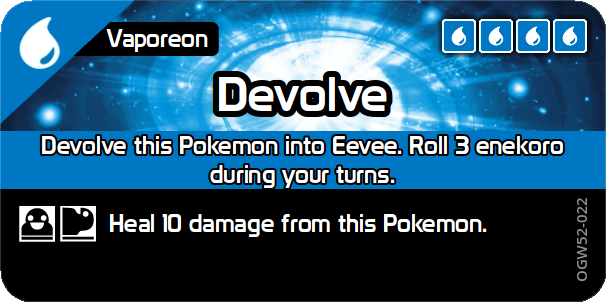 Vaporeon
Devolve
Devolve this Pokemon into Eevee. Roll 3 enekoro
during your turns.
Heal 10 damage from this Pokemon.
OGW52-022